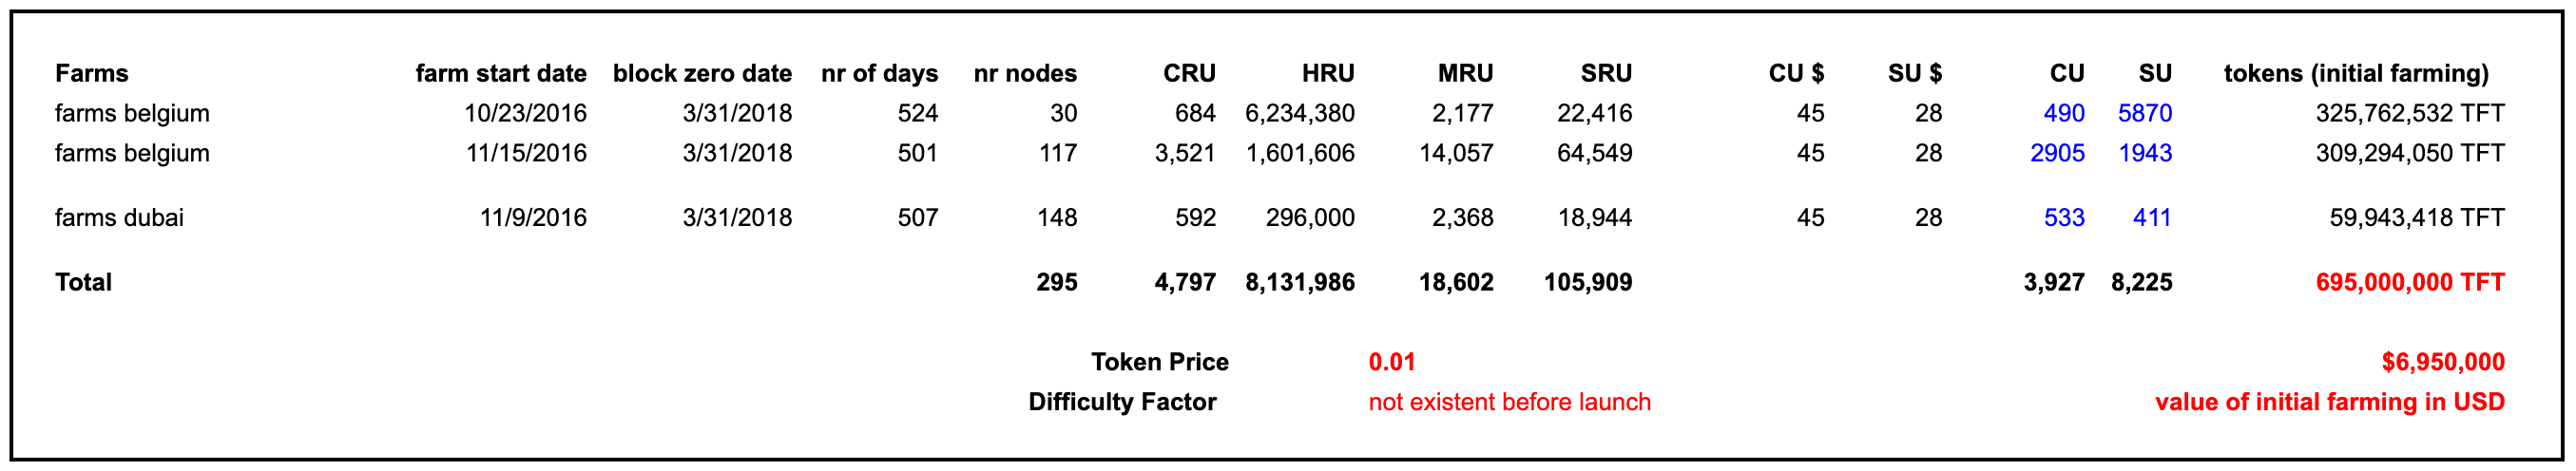 Farms farm start date block zero date nr of days nr nodes CRU HRU MRU SRU CU $ SU $ CU SU tokens (initial farming)
farms belgium 10/23/2016 3/31/2018 524 30 684 6,234,380 2,177 22,416 45 28 490 5870 325,762,532 TFT
farms belgium 11/15/2016 3/31/2018 501 117 3,521 1,601,606 14,057 64,549 45 28 2905 1943 309,294,050 TFT
farms dubai 11/9/2016 3/31/2018 507 148 592 296,000 2,368 18,944 45 28 533 411 59,943,418 TFT
Total 295 4,797 8,131,986 18,602 105,909 3,927 8,225 695,000,000 TFT
Token Price 0.01 $6,950,000
Difficulty Factor not existent before launch value of initial farming in USD